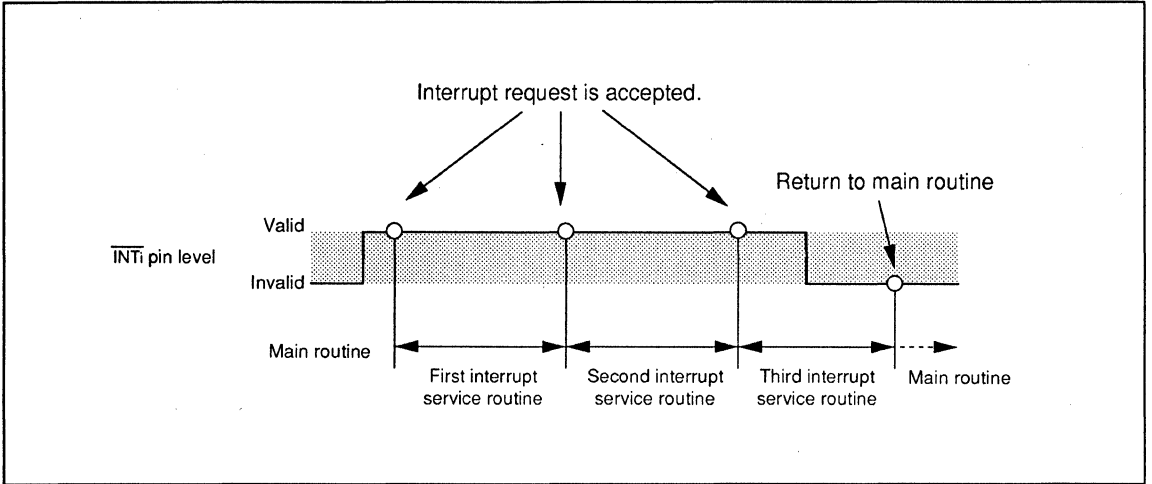 Interrupt request is accepted.
Return to main routine
Valid
INTi pin level
Invalid
Main routine
First interrupt
service routine
Second interrupt
service routine
Third interrupt
service routine
Main routine